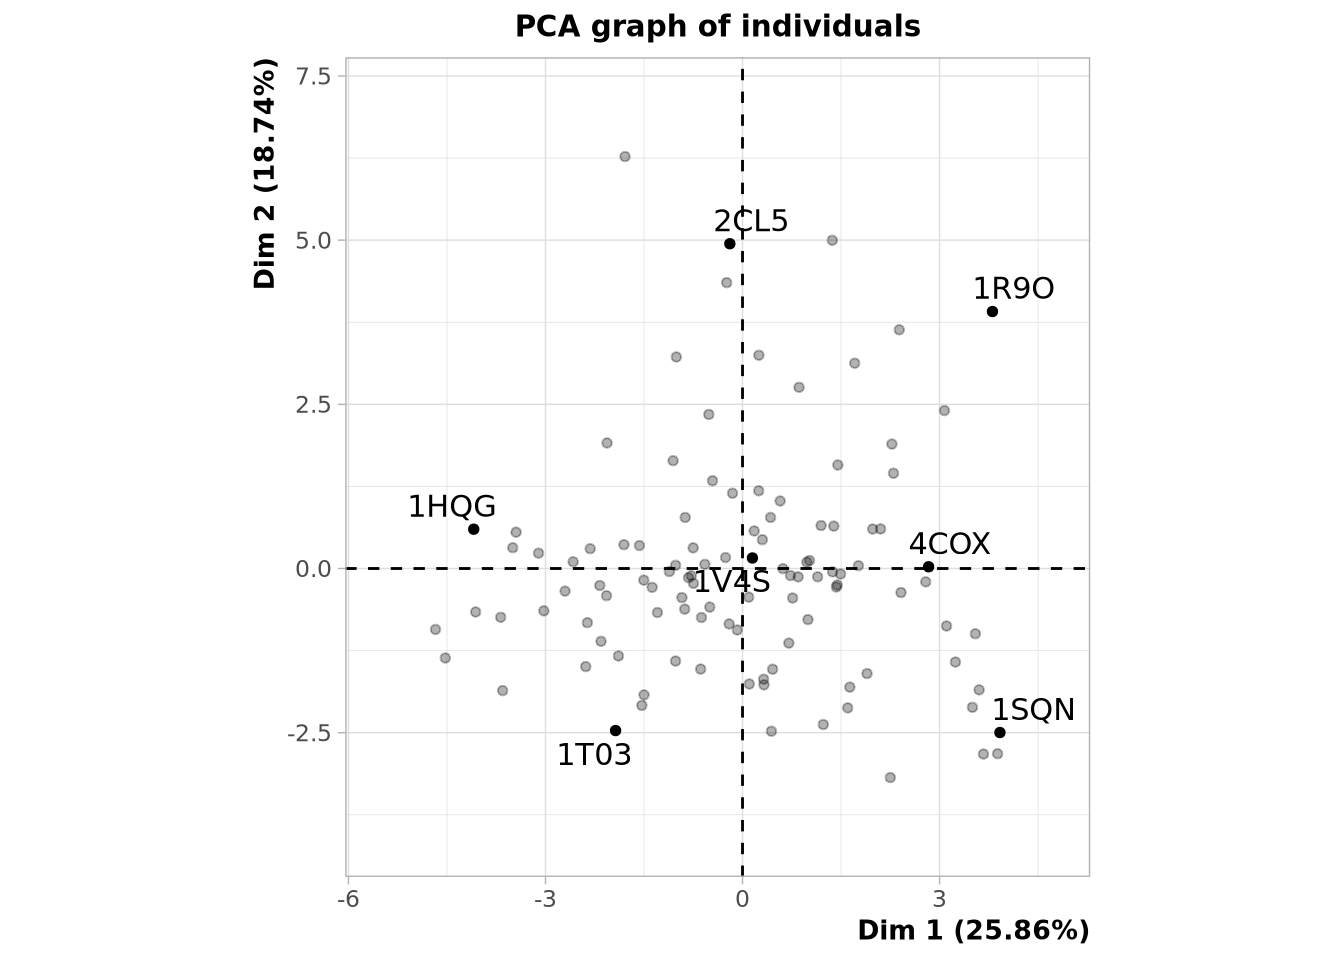 PCA graph of individuals
Dim 2 (18.74%)
7.5
5.0
2.5
0.0
-2.5
2CL5
1R9O
1HQG
4COX
1V4S
1SQN
1T03
-6
-3
0
3
Dim 1 (25.86%)